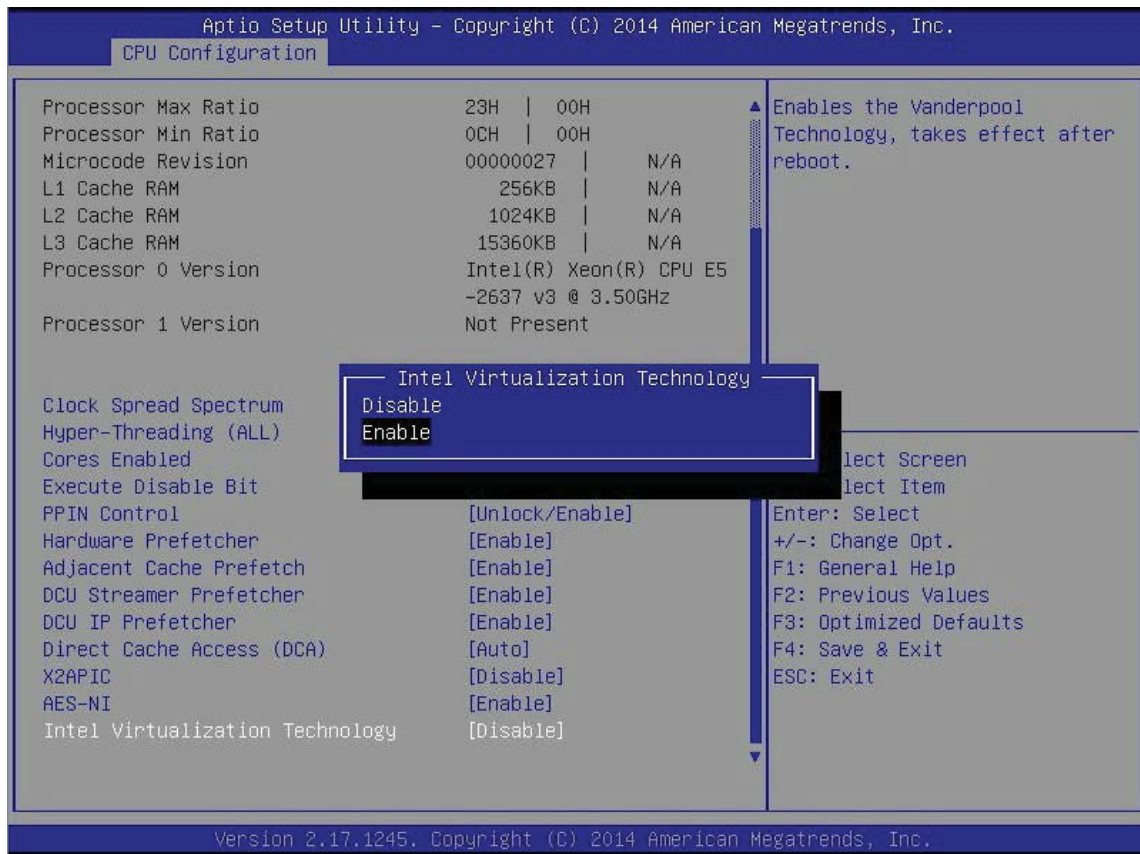 Aptio Setup Utility – Copyright (C) 2014 American Megatrends, Inc.
CPU Configuration
Processor Max Ratio 23H | 00H
Processor Min Ratio 0CH | 00H
Microcode Revision 00000027 | N/A
L1 Cache RAM 256KB | N/A
L2 Cache RAM 1024KB | N/A
L3 Cache RAM 15360KB | N/A
Processor 0 Version Intel(R) Xeon(R) CPU E5
-2637 v3 @ 3.50GHz
Processor 1 Version Not Present
Clock Spread Spectrum
Hyper-Threading (ALL)
Cores Enabled
Execute Disable Bit
PPIN Control [Unlock/Enable]
Hardware Prefetcher [Enable]
Adjacent Cache Prefetch [Enable]
DCU Streamer Prefetcher [Enable]
DCU IP Prefetcher [Enable]
Direct Cache Access (DCA) [Auto]
X2APIC [Disable]
AES-NI [Enable]
Intel Virtualization Technology [Disable]
Intel Virtualization Technology
Disable
Enable
Enables the Vanderpool
Technology, takes effect after
reboot.
lect Screen
lect Item
Enter: Select
+/-: Change Opt.
F1: General Help
F2: Previous Values
F3: Optimized Defaults
F4: Save & Exit
ESC: Exit
Version 2.17.1245. Copyright (C) 2014 American Megatrends, Inc.